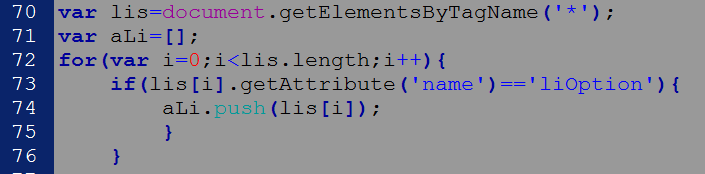 70 var lis=document.getElementsByTagName('*');
71 var aLi=[];
72 for(var i=0;i<lis.length;i++){
73     if(lis[i].getAttribute('name')=='liOption'){
74         aLi.push(lis[i]);
75         }
76     }